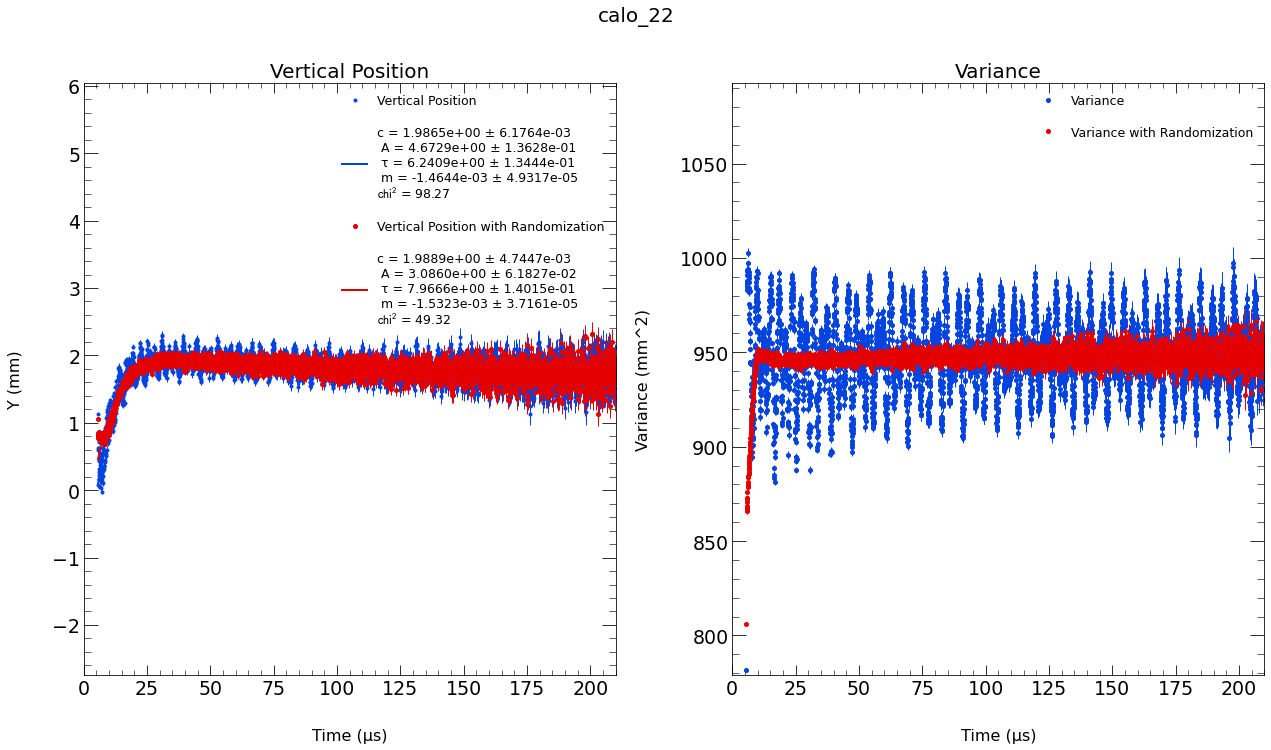 calo_22
Vertical Position
6
5
4
3
2
1
0
−1
−2
Y (mm)
0
25
50
75
100
125
150
175
200
Time (μs)
Vertical Position
c = 1.9865e+00 ± 6.1764e-03
A = 4.6729e+00 ± 1.3628e-01
τ = 6.2409e+00 ± 1.3444e-01
m = -1.4644e-03 ± 4.9317e-05
chi² = 98.27
Vertical Position with Randomization
c = 1.9889e+00 ± 4.7447e-03
A = 3.0860e+00 ± 6.1827e-02
τ = 7.9666e+00 ± 1.4015e-01
m = -1.5323e-03 ± 3.7161e-05
chi² = 49.32
Variance
1050
1000
950
900
850
800
Variance (mm^2)
0
25
50
75
100
125
150
175
200
Time (μs)
Variance
Variance with Randomization